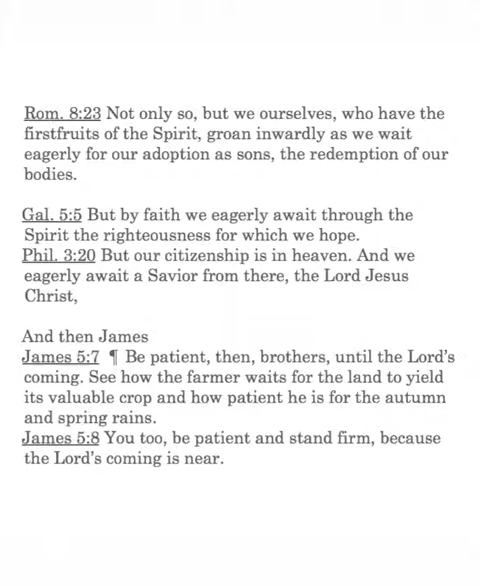 Rom. 8:23 Not only so, but we ourselves, who have the
firstfruits of the Spirit, groan inwardly as we wait
eagerly for our adoption as sons, the redemption of our
bodies.
Gal. 5:5 But by faith we eagerly await through the
Spirit the righteousness for which we hope.
Phil. 3:20 But our citizenship is in heaven. And we
eagerly await a Savior from there, the Lord Jesus
Christ,
And then James
James 5:7 ¶ Be patient, then, brothers, until the Lord’s
coming. See how the farmer waits for the land to yield
its valuable crop and how patient he is for the autumn
and spring rains.
James 5:8 You too, be patient and stand firm, because
the Lord’s coming is near.